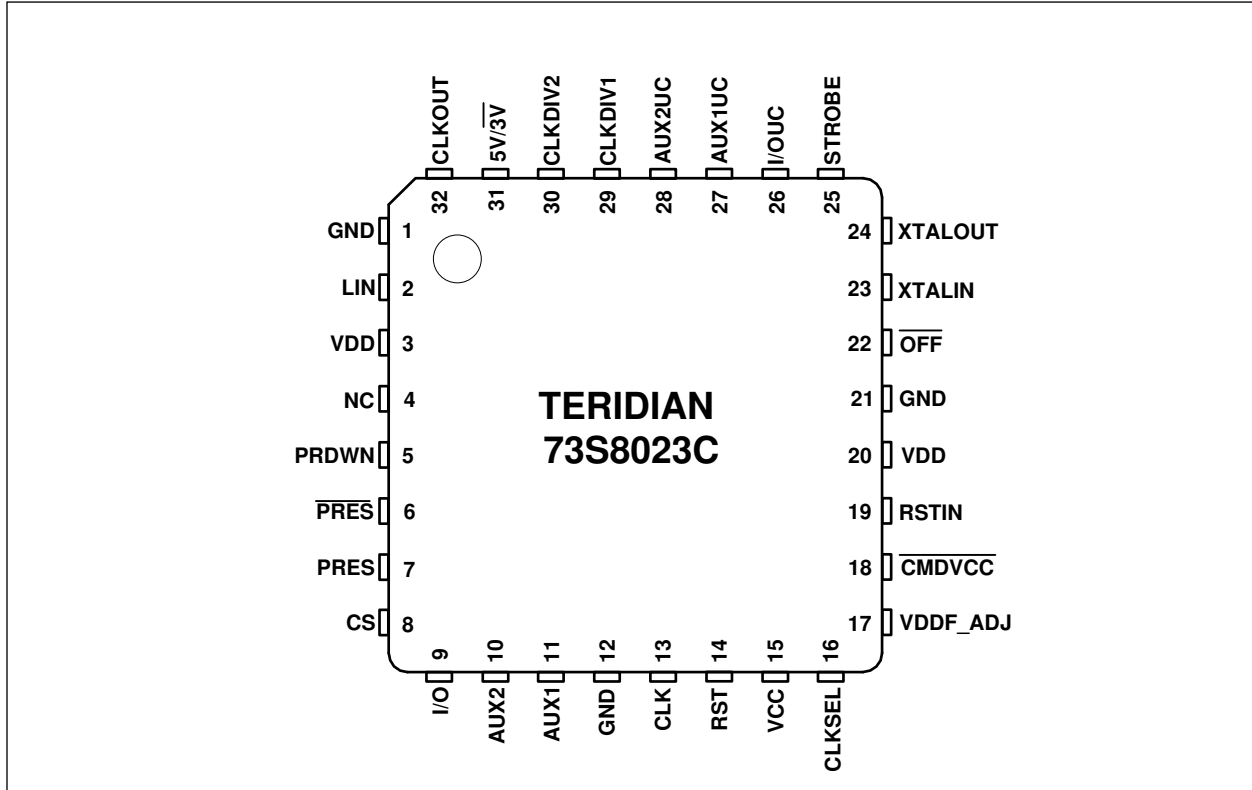 CLKOUT
5V/3V
CLKDIV2
CLKDIV1
AUX2UC
AUX1UC
I/OUC
STROBE
32
31
30
29
28
27
26
25
GND 1
LIN 2
VDD 3
NC 4
PRDWN 5
PRES 6
PRES 7
CS 8
TERIDIAN
73S8023C
24 XTALOUT
23 XTALIN
22 OFF
21 GND
20 VDD
19 RSTIN
18 CMDVCC
17 VDDF_ADJ
9
10
11
12
13
14
15
16
I/O
AUX2
AUX1
GND
CLK
RST
VCC
CLKSEL